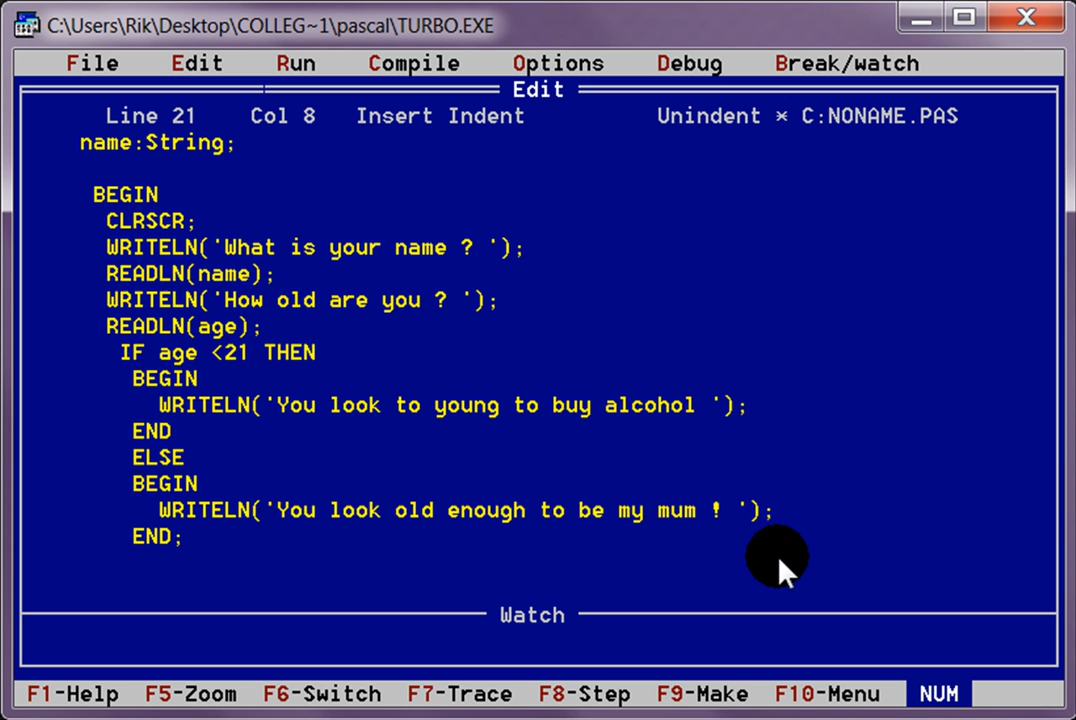 C:\Users\Rik\Desktop\COLLEG~1\pascal\TURBO.EXE
File Edit Run Compile Options Debug Break/watch
Edit
Line 21 Col 8 Insert Indent Unindent * C:NONAME.PAS
name:String;
BEGIN
CLRSCR;
WRITELN('What is your name ? ');
READLN(name);
WRITELN('How old are you ? ');
READLN(age);
IF age <21 THEN
BEGIN
WRITELN('You look to young to buy alcohol ');
END
ELSE
BEGIN
WRITELN('You look old enough to be my mum ! ');
END;
Watch
F1-Help F5-Zoom F6-Switch F7-Trace F8-Step F9-Make F10-Menu NUM